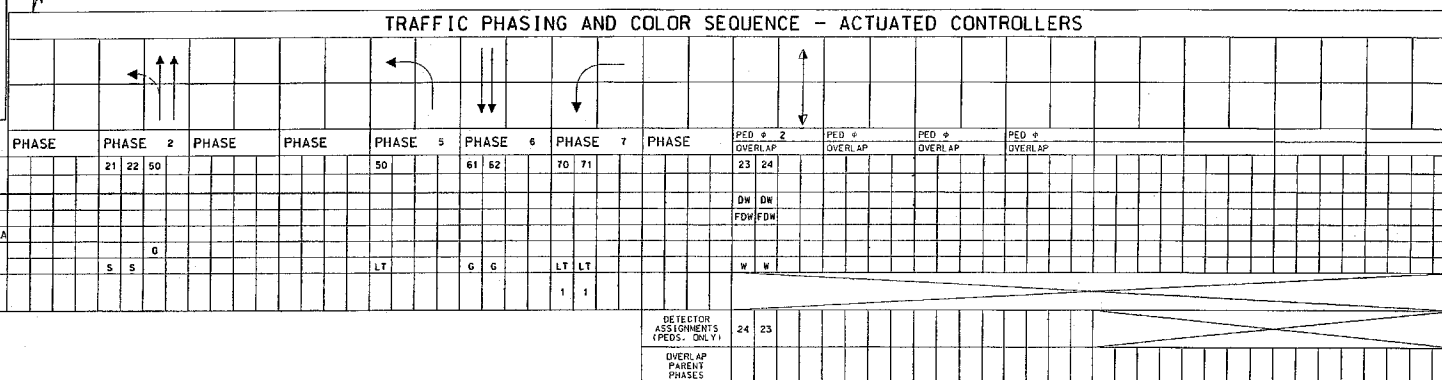 TRAFFIC PHASING AND COLOR SEQUENCE - ACTUATED CONTROLLERS
PHASE PHASE 2 PHASE PHASE PHASE 5 PHASE 6 PHASE 7 PHASE PED ϕ 2 PED ϕ PED ϕ PED ϕ
OVERLAP OVERLAP OVERLAP OVERLAP
21 22 50 50 61 62 70 71 23 24
DW DW
FDW FDW
A
G
S S LT G G LT LT W W
1 1
DETECTOR
ASSIGNMENTS
(PEDS. ONLY) 24 23
OVERLAP
PARENT
PHASES